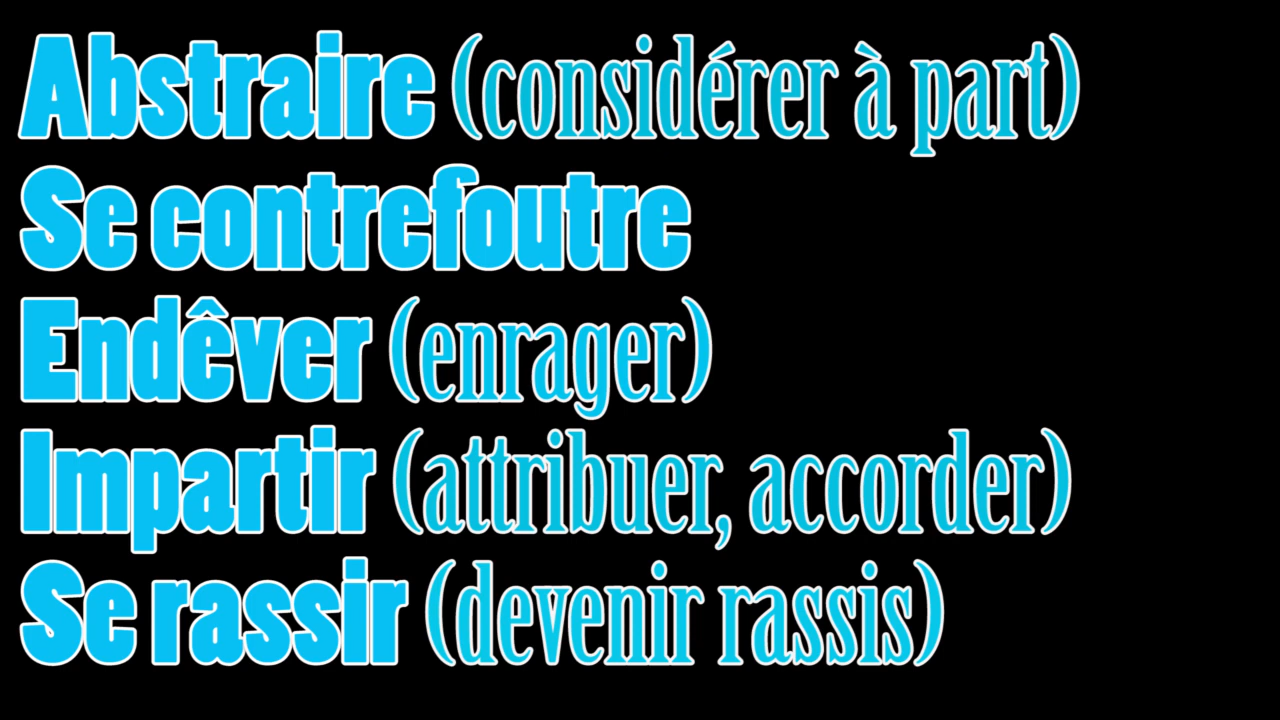 Abstraire (considérer à part)
Se contrefoutre
Endêver (enrager)
Impartir (attribuer, accorder)
Se rassir (devenir rassis)